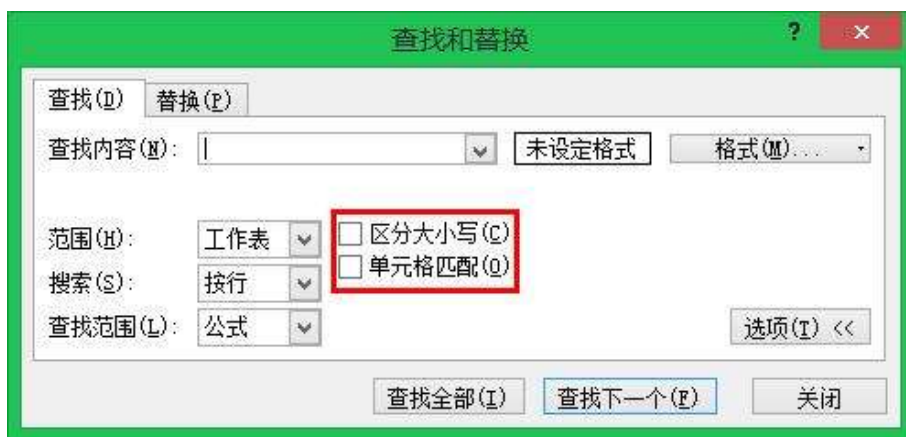 查找和替换 ?
查找(D) 替换(P)
查找内容(N): 未设定格式 格式(M)...
范围(H): 工作表 区分大小写(C)
搜索(S): 按行 单元格匹配(O)
查找范围(L): 公式 选项(T) <<
查找全部(I) 查找下一个(F) 关闭